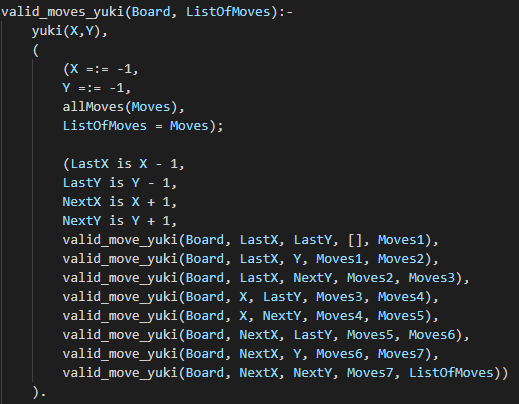 valid_moves_yuki(Board, ListOfMoves):-
    yuki(X,Y),
    (
        (X =:= -1,
        Y =:= -1,
        allMoves(Moves),
        ListOfMoves = Moves);

        (LastX is X - 1,
        LastY is Y - 1,
        NextX is X + 1,
        NextY is Y + 1,
        valid_move_yuki(Board, LastX, LastY, [], Moves1),
        valid_move_yuki(Board, LastX, Y, Moves1, Moves2),
        valid_move_yuki(Board, LastX, NextY, Moves2, Moves3),
        valid_move_yuki(Board, X, LastY, Moves3, Moves4),
        valid_move_yuki(Board, X, NextY, Moves4, Moves5),
        valid_move_yuki(Board, NextX, LastY, Moves5, Moves6),
        valid_move_yuki(Board, NextX, Y, Moves6, Moves7),
        valid_move_yuki(Board, NextX, NextY, Moves7, ListOfMoves))
    ).